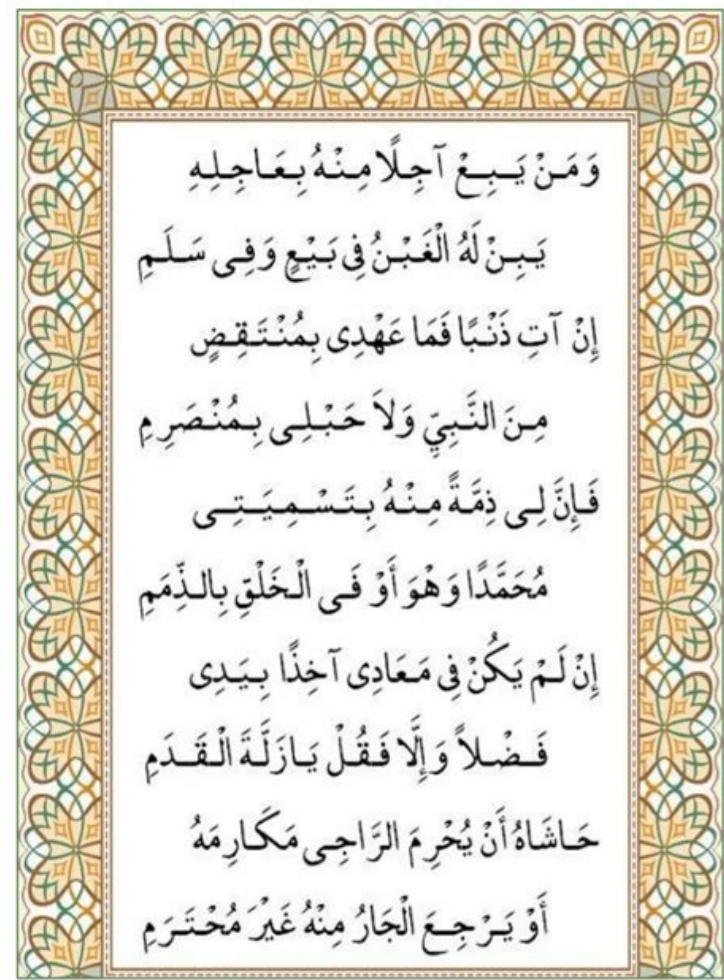 وَمَنْ يَبِعْ آجِلًا مِنْهُ بِعَاجِلِهِ
يَبِنْ لَهُ الْغَبْنُ فِى بَيْعٍ وَفِى سَلَمِ
إِنْ آتِ ذَنْبًا فَمَا عَهْدِى بِمُنْتَقِضٍ
مِنَ النَّبِيِّ وَلاَ حَبْلِى بِمُنْصَرِمِ
فَإِنَّ لِى ذِمَّةً مِنْهُ بِتَسْمِيَتِى
مُحَمَّدًا وَهْوَ أَوْفَى الْخَلْقِ بِالذِّمَمِ
إِنْ لَمْ يَكُنْ فِى مَعَادِى آخِذًا بِيَدِى
فَضْلاً وَإِلَّا فَقُلْ يَازَلَّةَ الْقَدَمِ
حَاشَاهُ أَنْ يُحْرِمَ الرَّاجِى مَكَارِمَهُ
أَوْ يَرْجِعَ الْجَارُ مِنْهُ غَيْرَ مُحْتَرَمِ